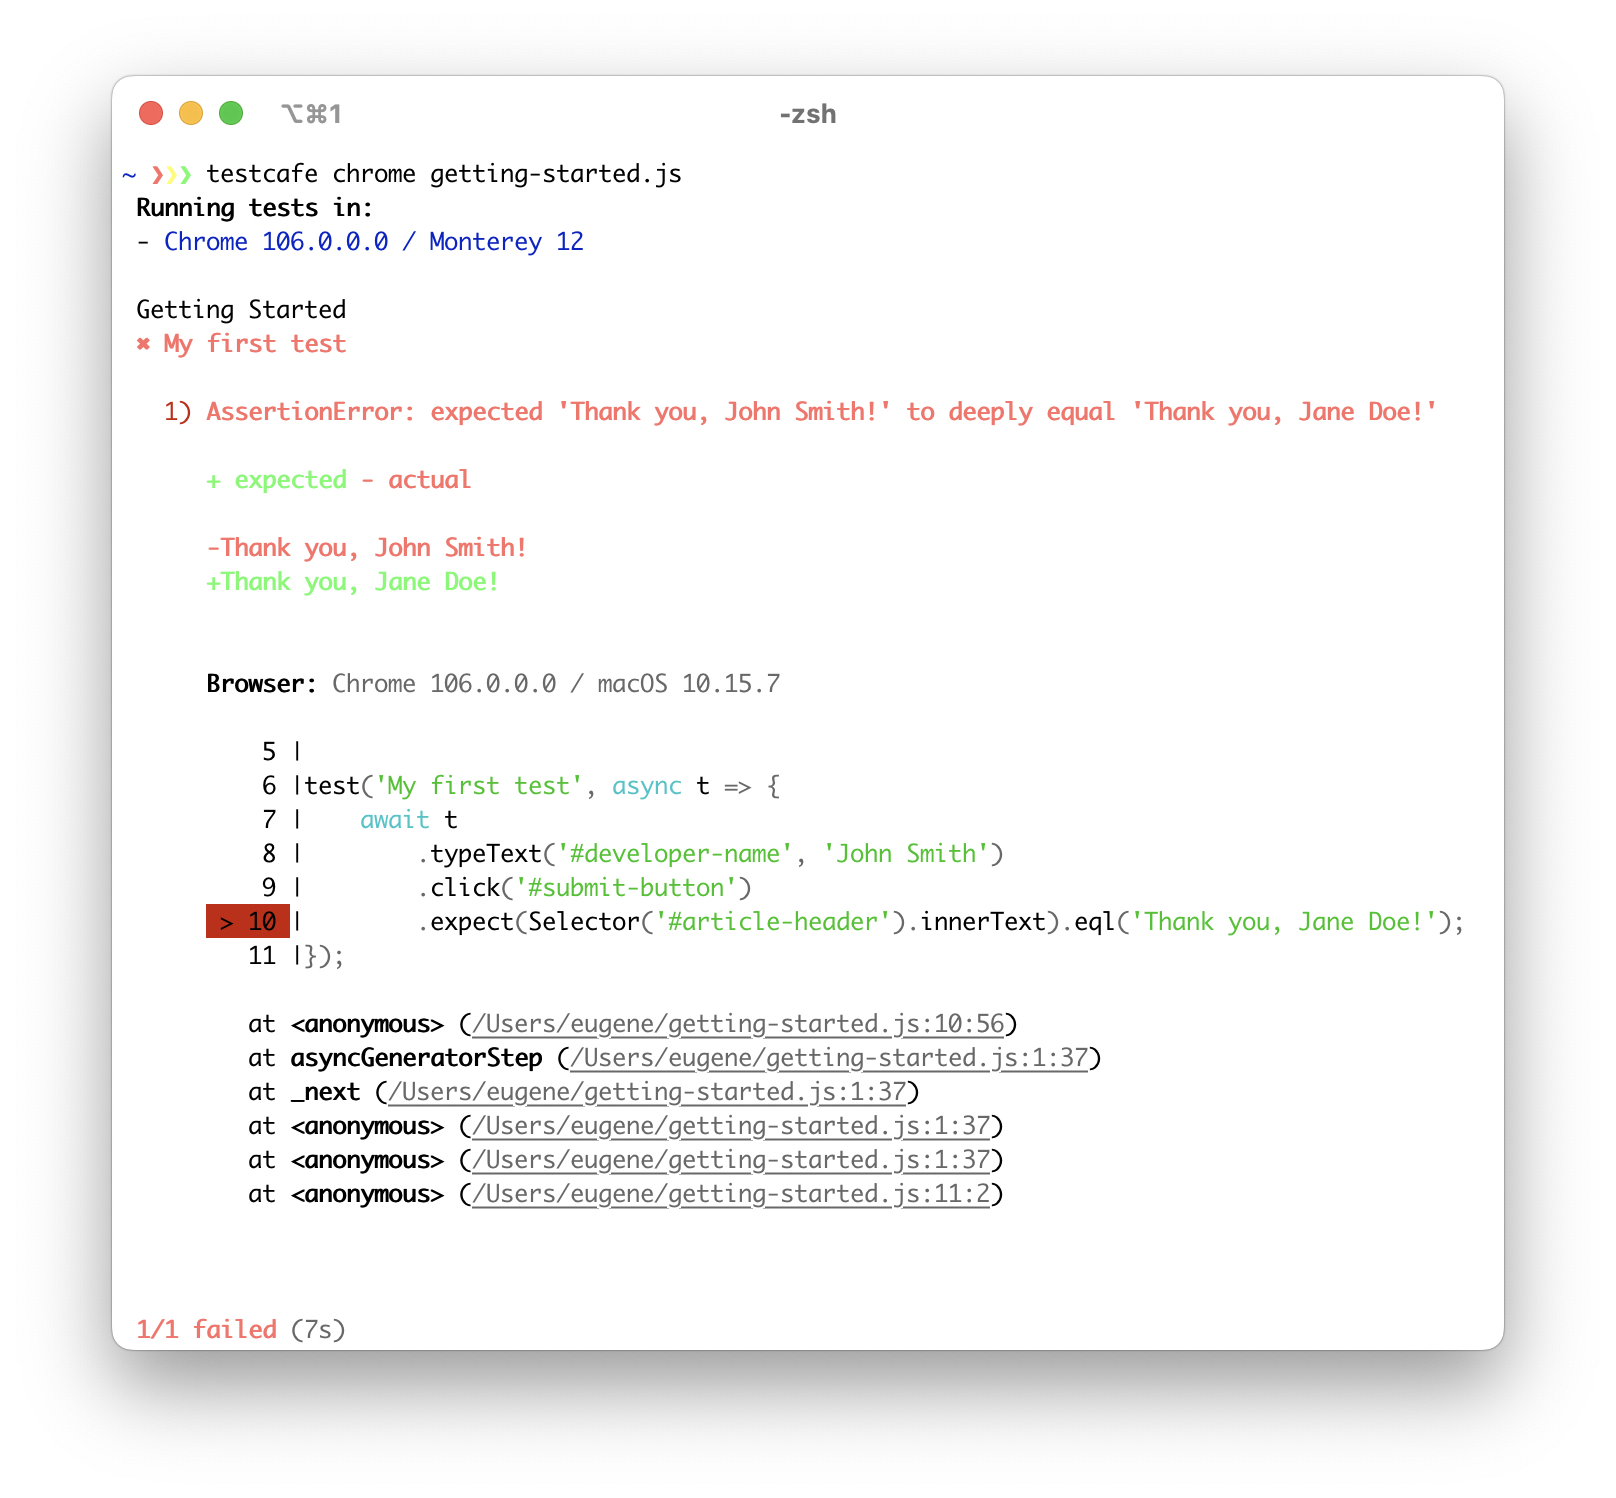 ⌥⌘1
-zsh
~ ❯❯❯ testcafe chrome getting-started.js
Running tests in:
- Chrome 106.0.0.0 / Monterey 12
Getting Started
✖ My first test
1) AssertionError: expected 'Thank you, John Smith!' to deeply equal 'Thank you, Jane Doe!'
+ expected - actual
-Thank you, John Smith!
+Thank you, Jane Doe!
Browser: Chrome 106.0.0.0 / macOS 10.15.7
5 |
6 |test('My first test', async t => {
7 |    await t
8 |        .typeText('#developer-name', 'John Smith')
9 |        .click('#submit-button')
> 10 |        .expect(Selector('#article-header').innerText).eql('Thank you, Jane Doe!');
11 |});
at <anonymous> (/Users/eugene/getting-started.js:10:56)
at asyncGeneratorStep (/Users/eugene/getting-started.js:1:37)
at _next (/Users/eugene/getting-started.js:1:37)
at <anonymous> (/Users/eugene/getting-started.js:1:37)
at <anonymous> (/Users/eugene/getting-started.js:1:37)
at <anonymous> (/Users/eugene/getting-started.js:11:2)
1/1 failed (7s)